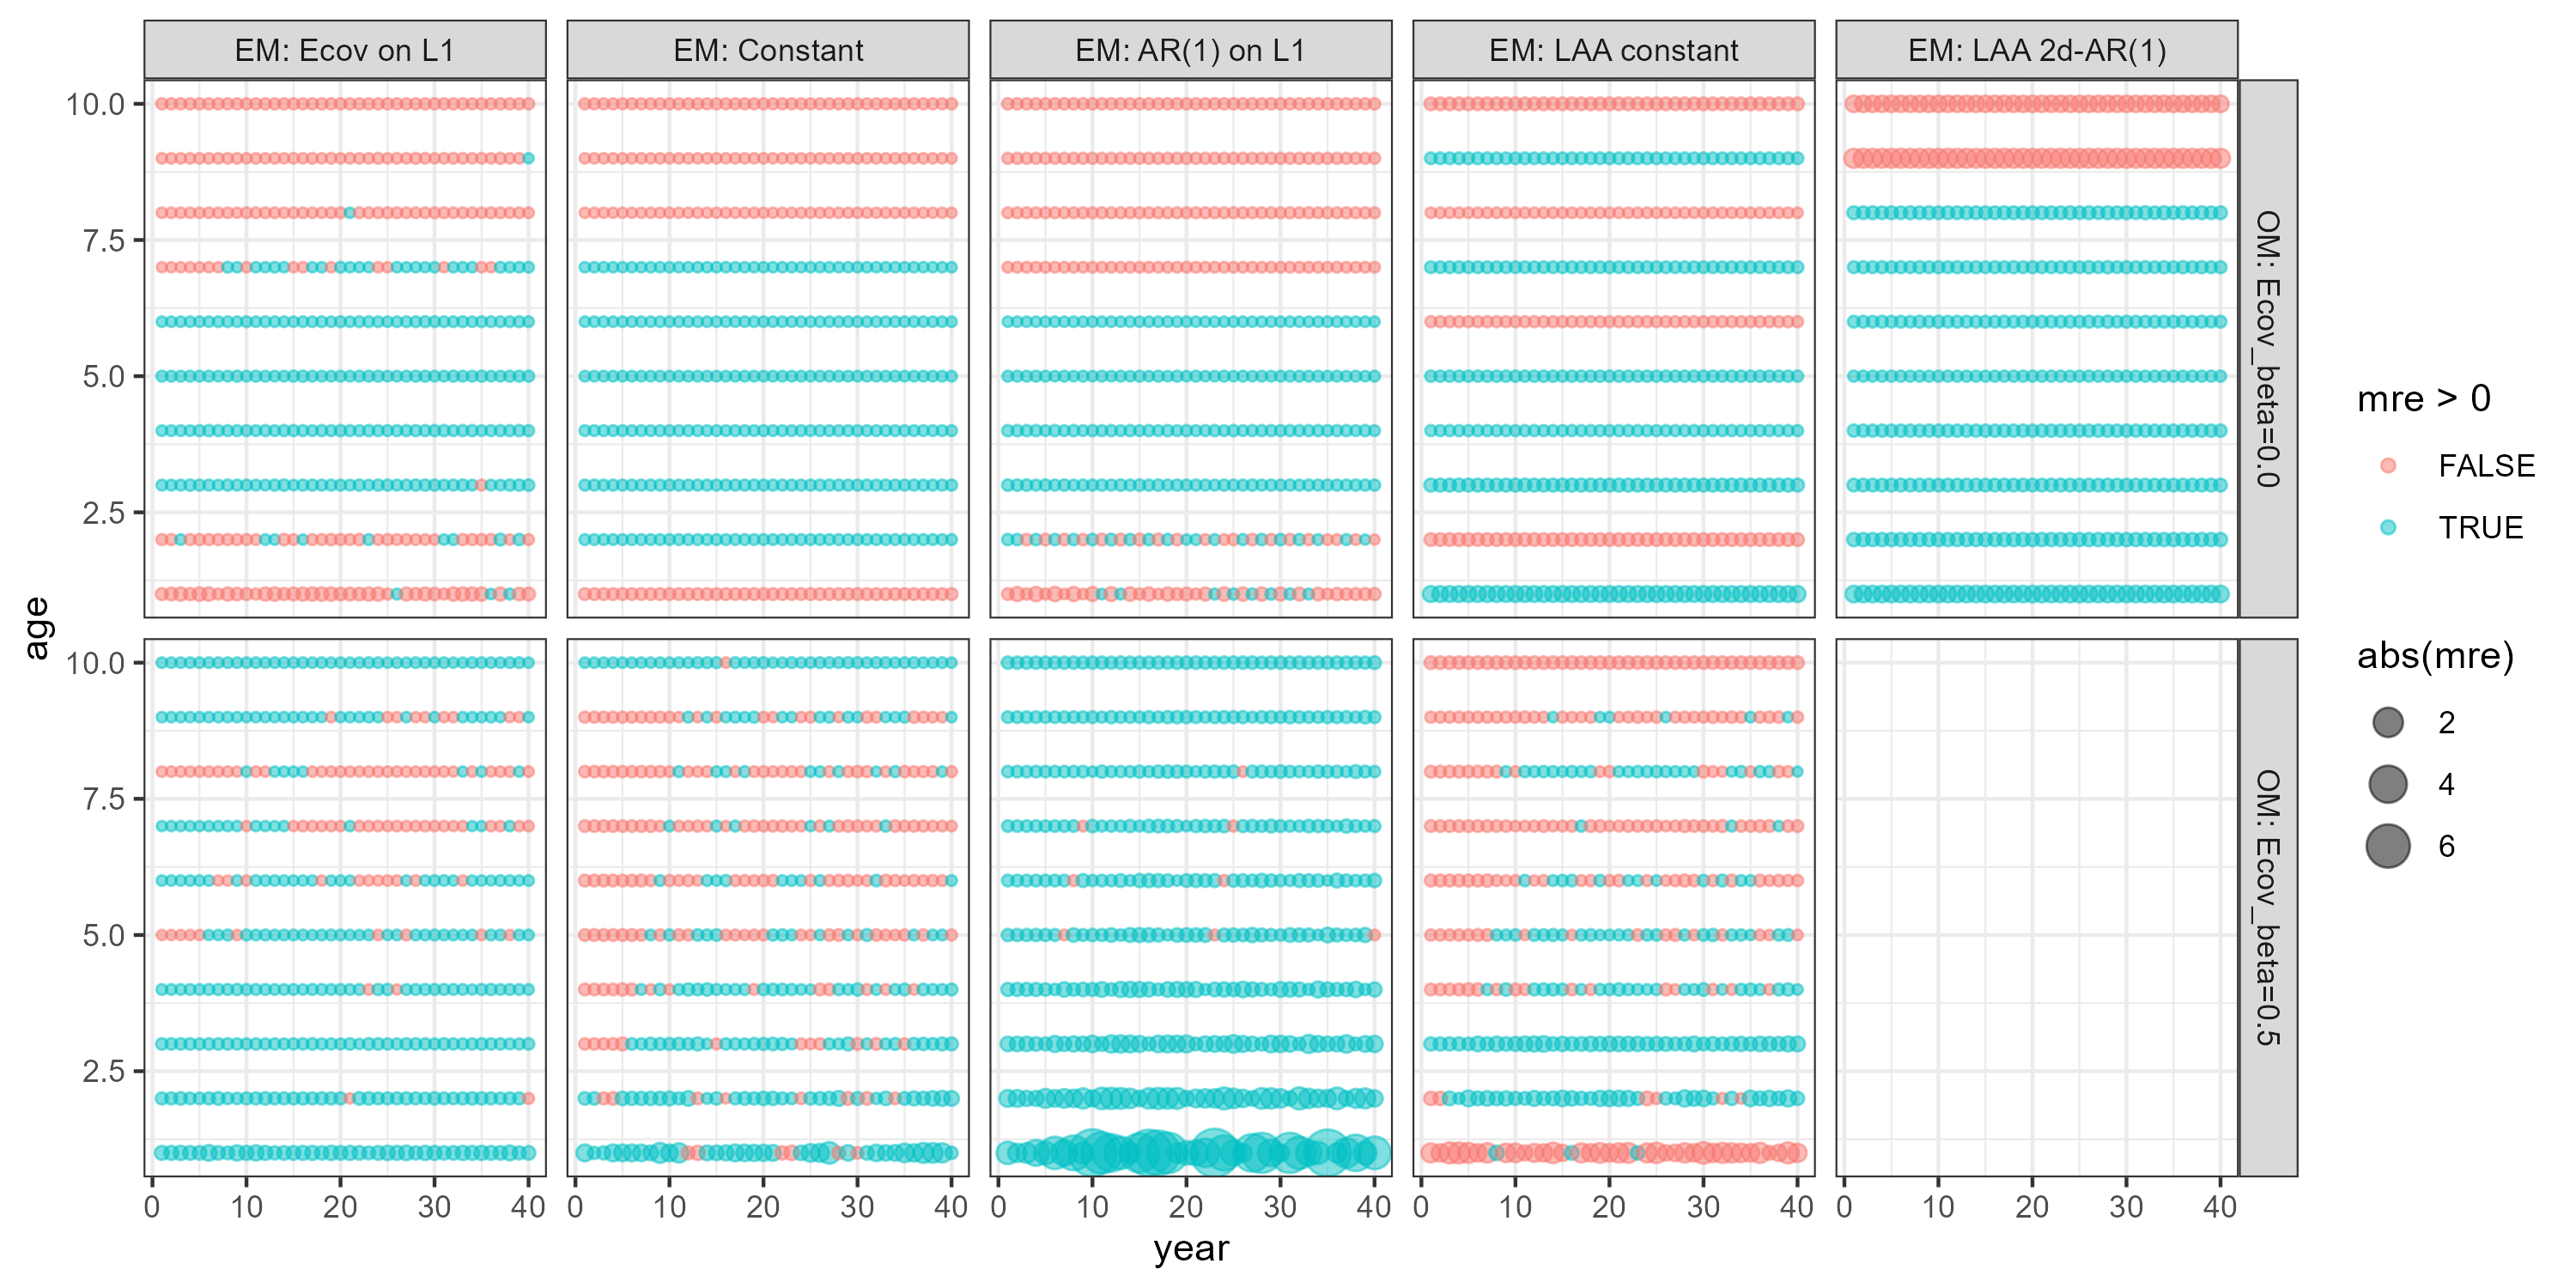 EM: Ecov on L1
EM: Constant
EM: AR(1) on L1
EM: LAA constant
EM: LAA 2d-AR(1)
10.0
7.5
5.0
2.5
OM: Ecov_beta=0.0
10.0
7.5
5.0
2.5
OM: Ecov_beta=0.5
age
0 10 20 30 40
0 10 20 30 40
0 10 20 30 40
0 10 20 30 40
0 10 20 30 40
year
mre > 0
FALSE
TRUE
abs(mre)
2
4
6